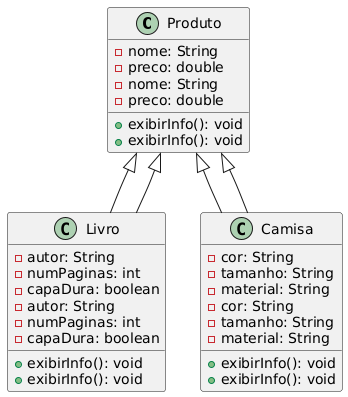 C Produto
nome: String
preco: double
nome: String
preco: double
exibirInfo(): void
exibirInfo(): void
C Livro
autor: String
numPaginas: int
capaDura: boolean
autor: String
numPaginas: int
capaDura: boolean
exibirInfo(): void
exibirInfo(): void
C Camisa
cor: String
tamanho: String
material: String
cor: String
tamanho: String
material: String
exibirInfo(): void
exibirInfo(): void